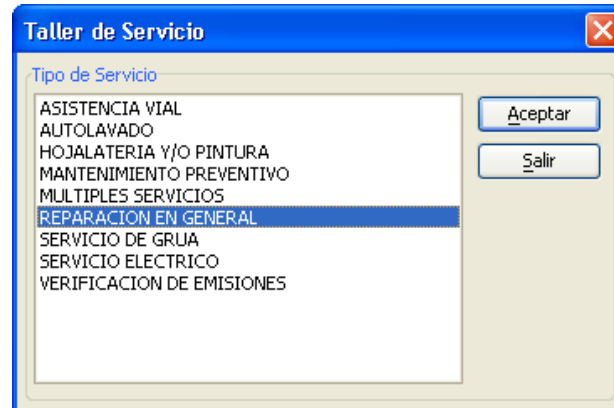 Taller de Servicio
Tipo de Servicio
ASISTENCIA VIAL
AUTOLAVADO
HOJALATERIA Y/O PINTURA
MANTENIMIENTO PREVENTIVO
MULTIPLES SERVICIOS
REPARACION EN GENERAL
SERVICIO DE GRUA
SERVICIO ELECTRICO
VERIFICACION DE EMISIONES
Aceptar
Salir